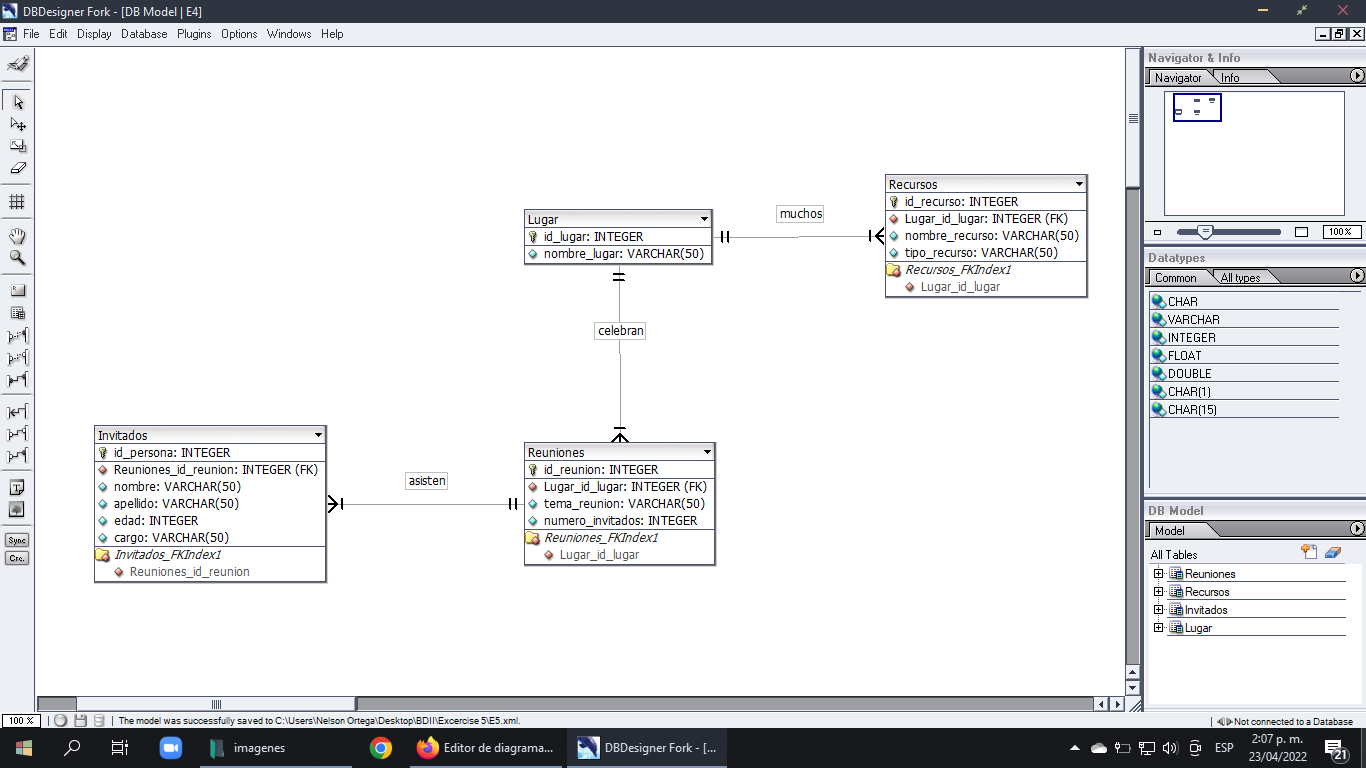 DBDesigner Fork - [DB Model | E4]
File Edit Display Database Plugins Options Windows Help
Lugar
id_lugar: INTEGER
nombre_lugar: VARCHAR(50)
muchos
Recursos
id_recurso: INTEGER
Lugar_id_lugar: INTEGER (FK)
nombre_recurso: VARCHAR(50)
tipo_recurso: VARCHAR(50)
Recursos_FKIndex1
Lugar_id_lugar
celebran
Invitados
id_persona: INTEGER
Reuniones_id_reunion: INTEGER (FK)
nombre: VARCHAR(50)
apellido: VARCHAR(50)
edad: INTEGER
cargo: VARCHAR(50)
Invitados_FKIndex1
Reuniones_id_reunion
asisten
Reuniones
id_reunion: INTEGER
Lugar_id_lugar: INTEGER (FK)
tema_reunion: VARCHAR(50)
numero_invitados: INTEGER
Reuniones_FKIndex1
Lugar_id_lugar
Sync
Crc.
Navigator & Info
Navigator Info
100%
Datatypes
Common All types
CHAR
VARCHAR
INTEGER
FLOAT
DOUBLE
CHAR(1)
CHAR(15)
DB Model
Model
All Tables
Reuniones
Recursos
Invitados
Lugar
100 % The model was successfully saved to C:\Users\Nelson Ortega\Desktop\BDII\Excercise 5\E5.xml. Not connected to a Database
imagenes Editor de diagrama... DBDesigner Fork - [... ESP 2:07 p. m.
23/04/2022 21